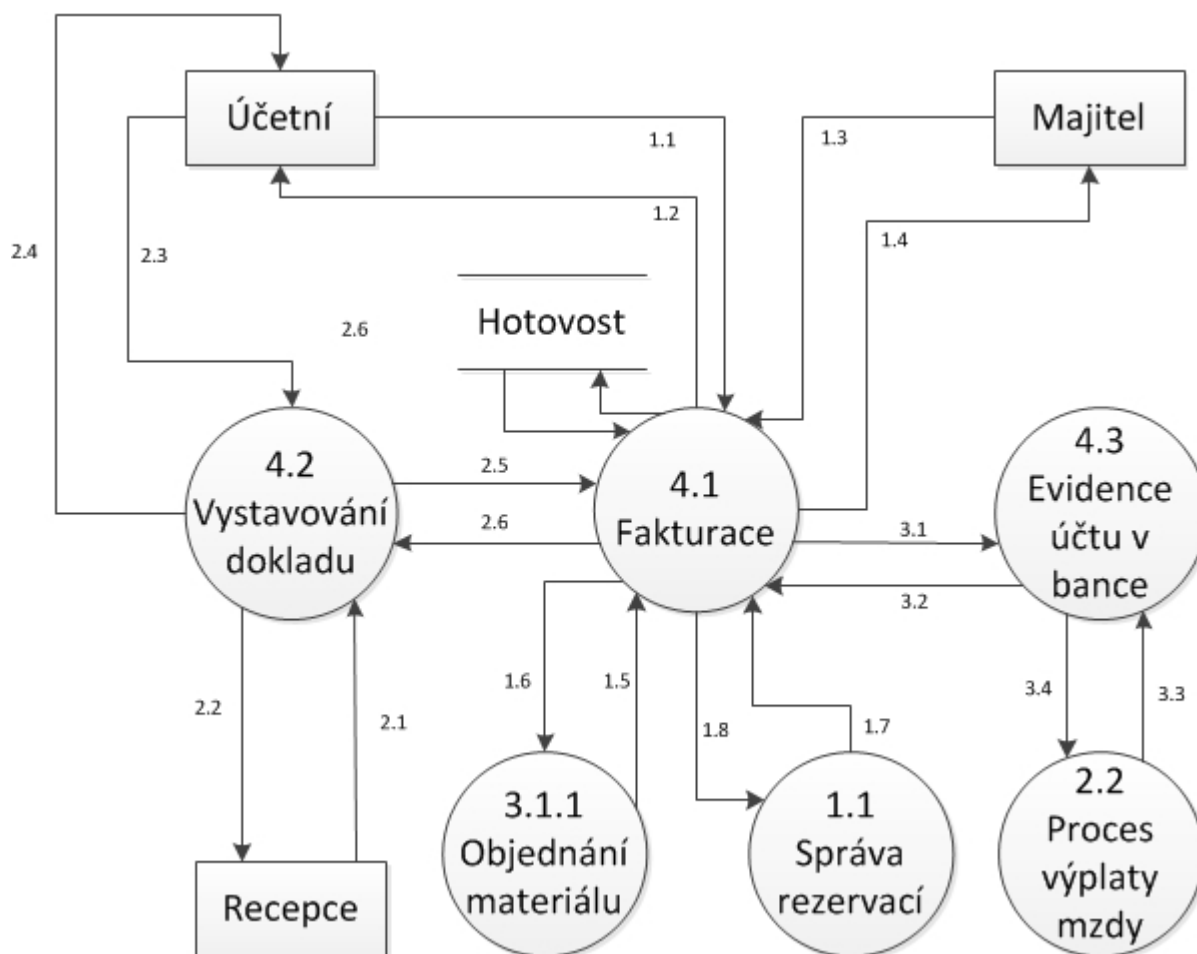 Účetní
Majitel
1.1
1.3
1.2
1.4
2.4
2.3
Hotovost
2.6
4.2
Vystavování
dokladu
2.5
2.6
4.1
Fakturace
4.3
Evidence
účtu v
bance
3.1
3.2
1.6
1.5
1.8
1.7
3.4
3.3
2.2
2.1
3.1.1
Objednání
materiálu
1.1
Správa
rezervací
2.2
Proces
výplaty
mzdy
Recepce